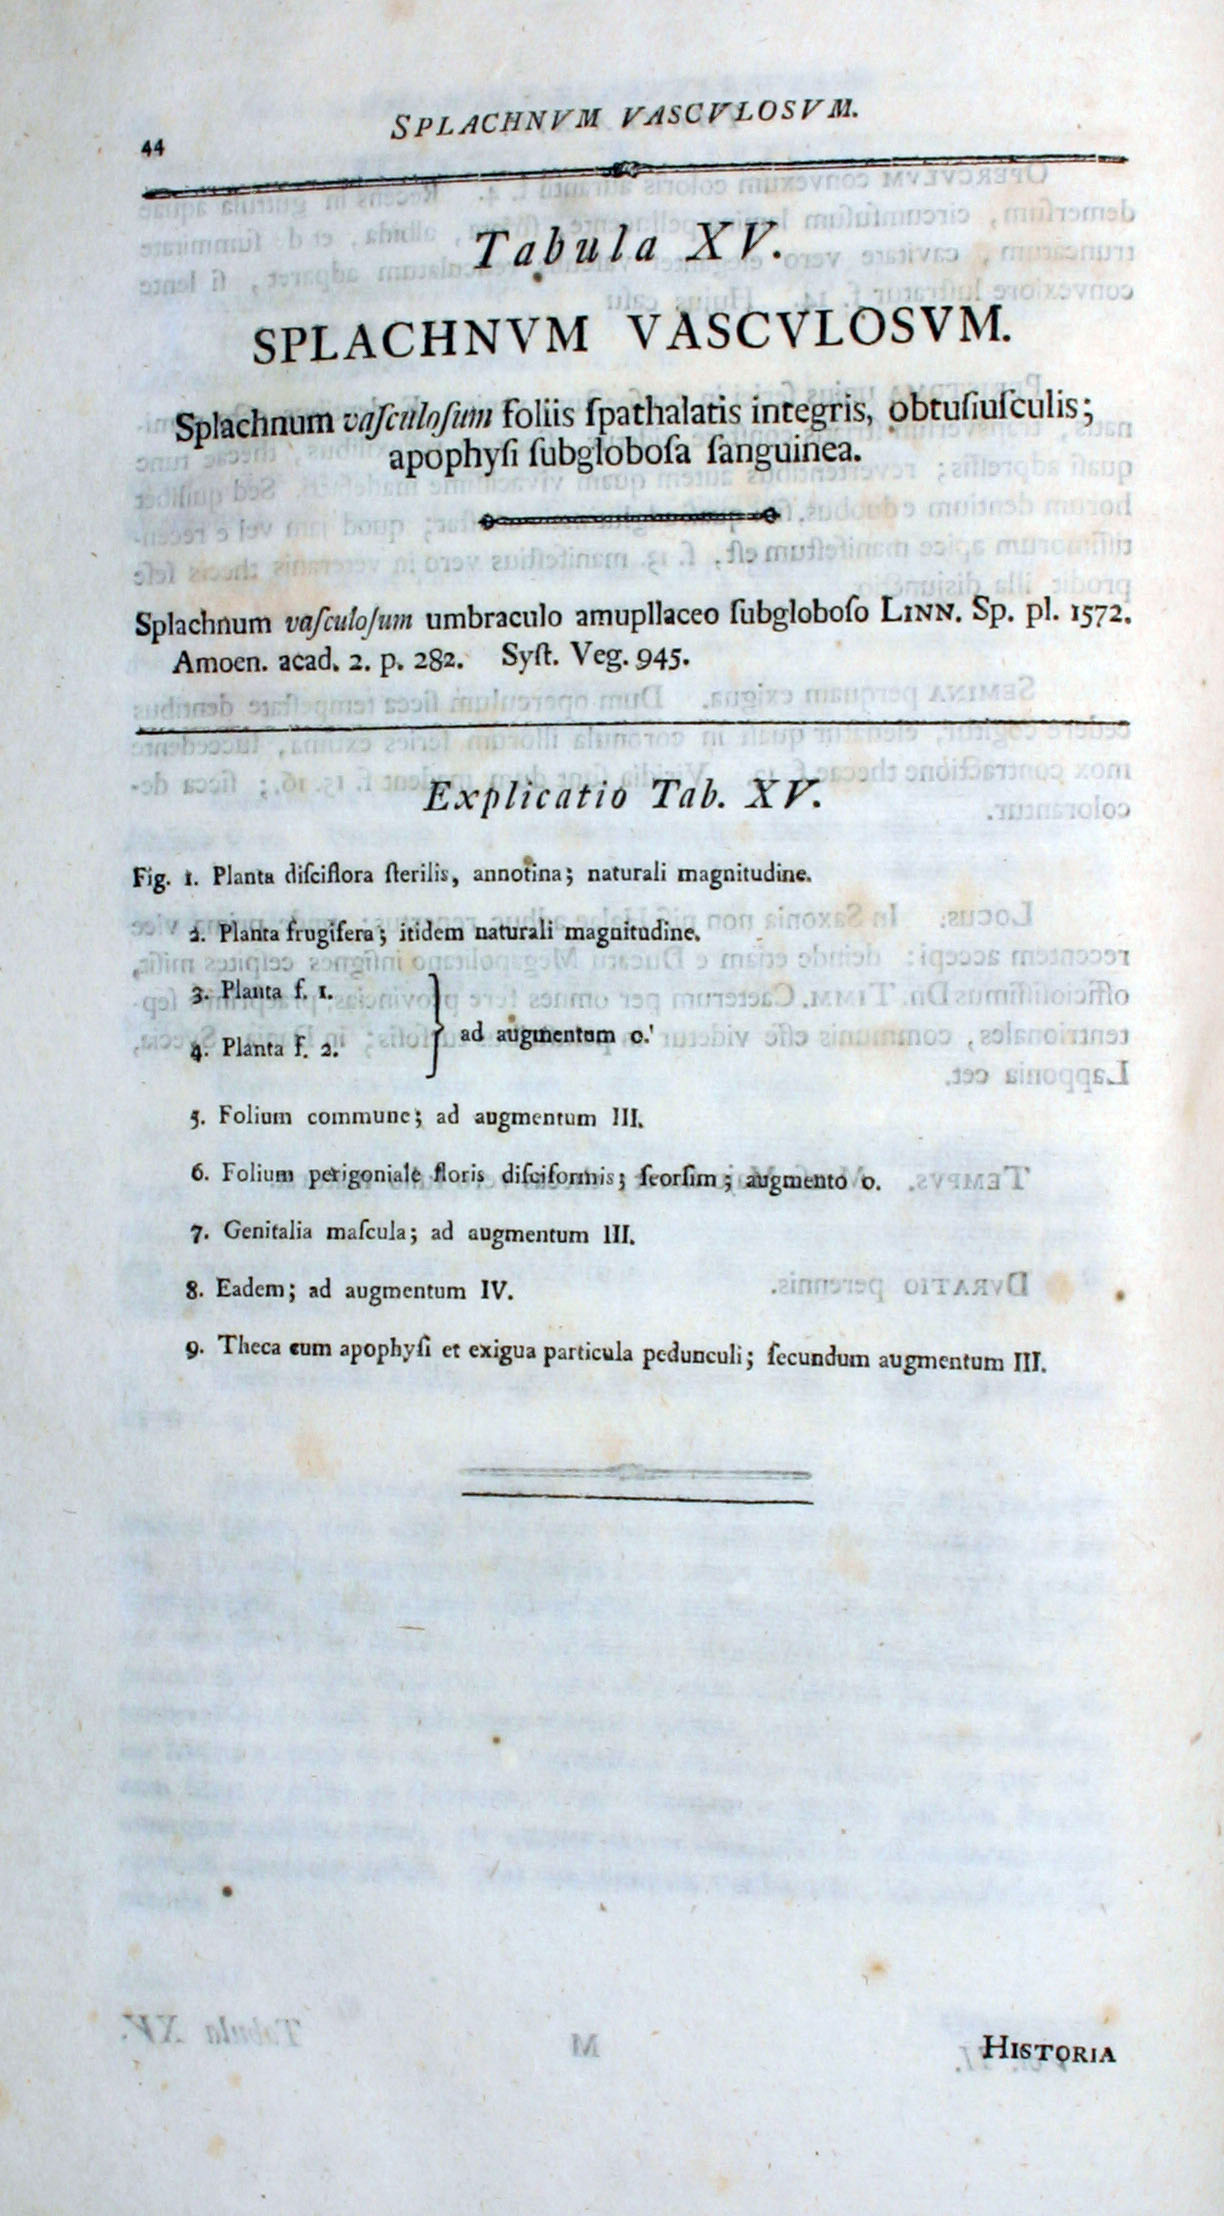 44
SPLACHNVM VASCVLOSVM.
Tabula XV.
SPLACHNVM VASCVLOSVM.
Splachnum vaſculoſum foliis ſpathalatis integris, obtuſiuſculis;
apophyſi ſubgloboſa ſanguinea.
Splachnum vaſculoſum umbraculo amupllaceo ſubgloboſo LINN. Sp. pl. 1572.
Amoen. acad. 2. p. 282. Syſt. Veg. 945.
Explicatio Tab. XV.
Fig. 1. Planta diſciflora ſterilis, annotina; naturali magnitudine.
2. Planta frugifera; itidem naturali magnitudine.
3. Planta f. 1.
4. Planta f. 2.
} ad augmentum 0.
5. Folium commune; ad augmentum III.
6. Folium perigoniale floris diſciformis; ſeorſim; augmento 0.
7. Genitalia maſcula; ad augmentum III.
8. Eadem; ad augmentum IV.
9. Theca cum apophyſi et exigua particula pedunculi; ſecundum augmentum III.
HISTORIA